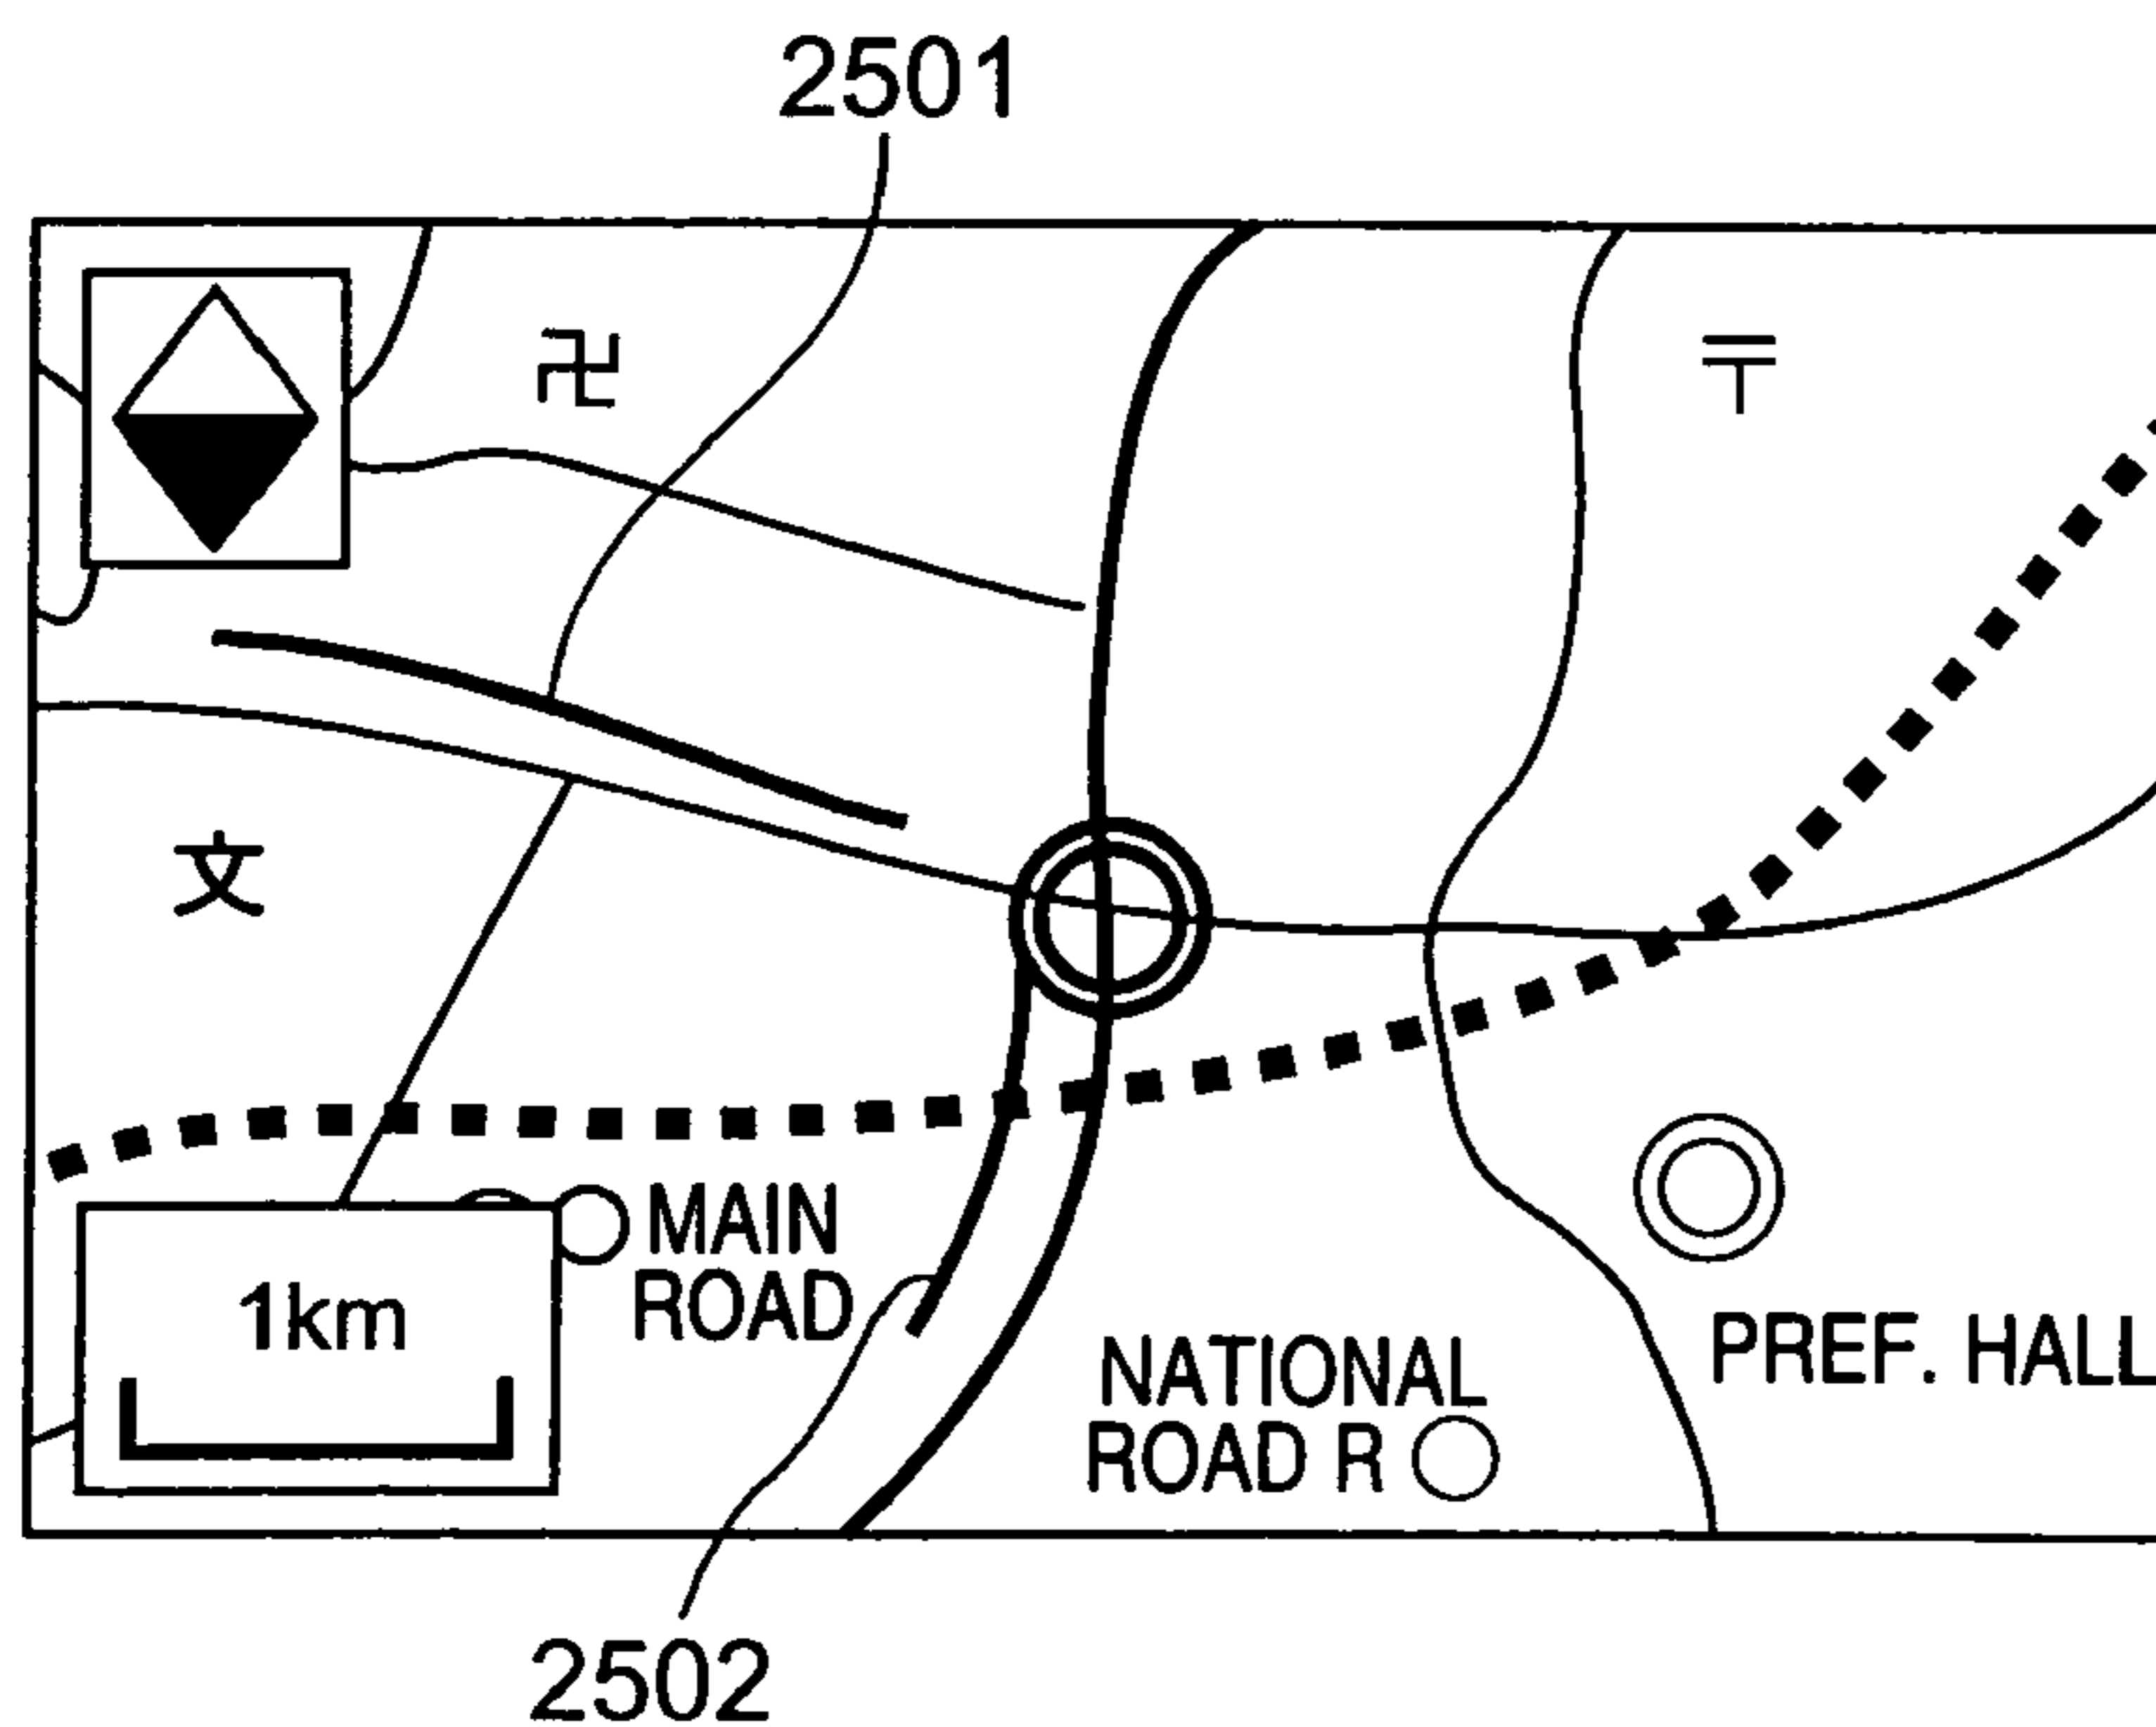 2501
卍
〒
文
MAIN
ROAD
1km
NATIONAL
ROAD R
PREF. HALL
2502